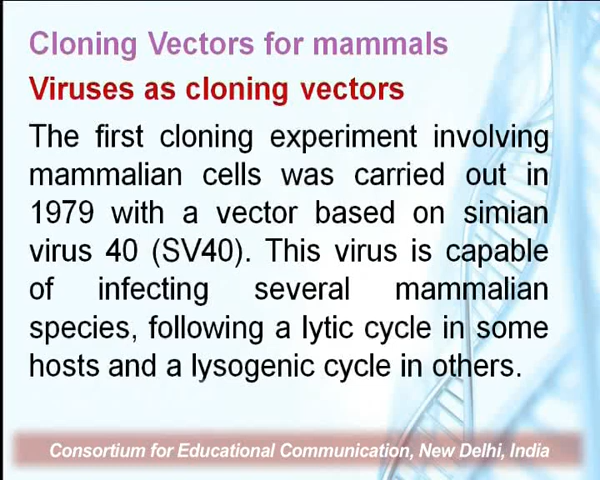 Cloning Vectors for mammals
Viruses as cloning vectors
The first cloning experiment involving
mammalian cells was carried out in
1979 with a vector based on simian
virus 40 (SV40). This virus is capable
of infecting several mammalian
species, following a lytic cycle in some
hosts and a lysogenic cycle in others.
Consortium for Educational Communication, New Delhi, India